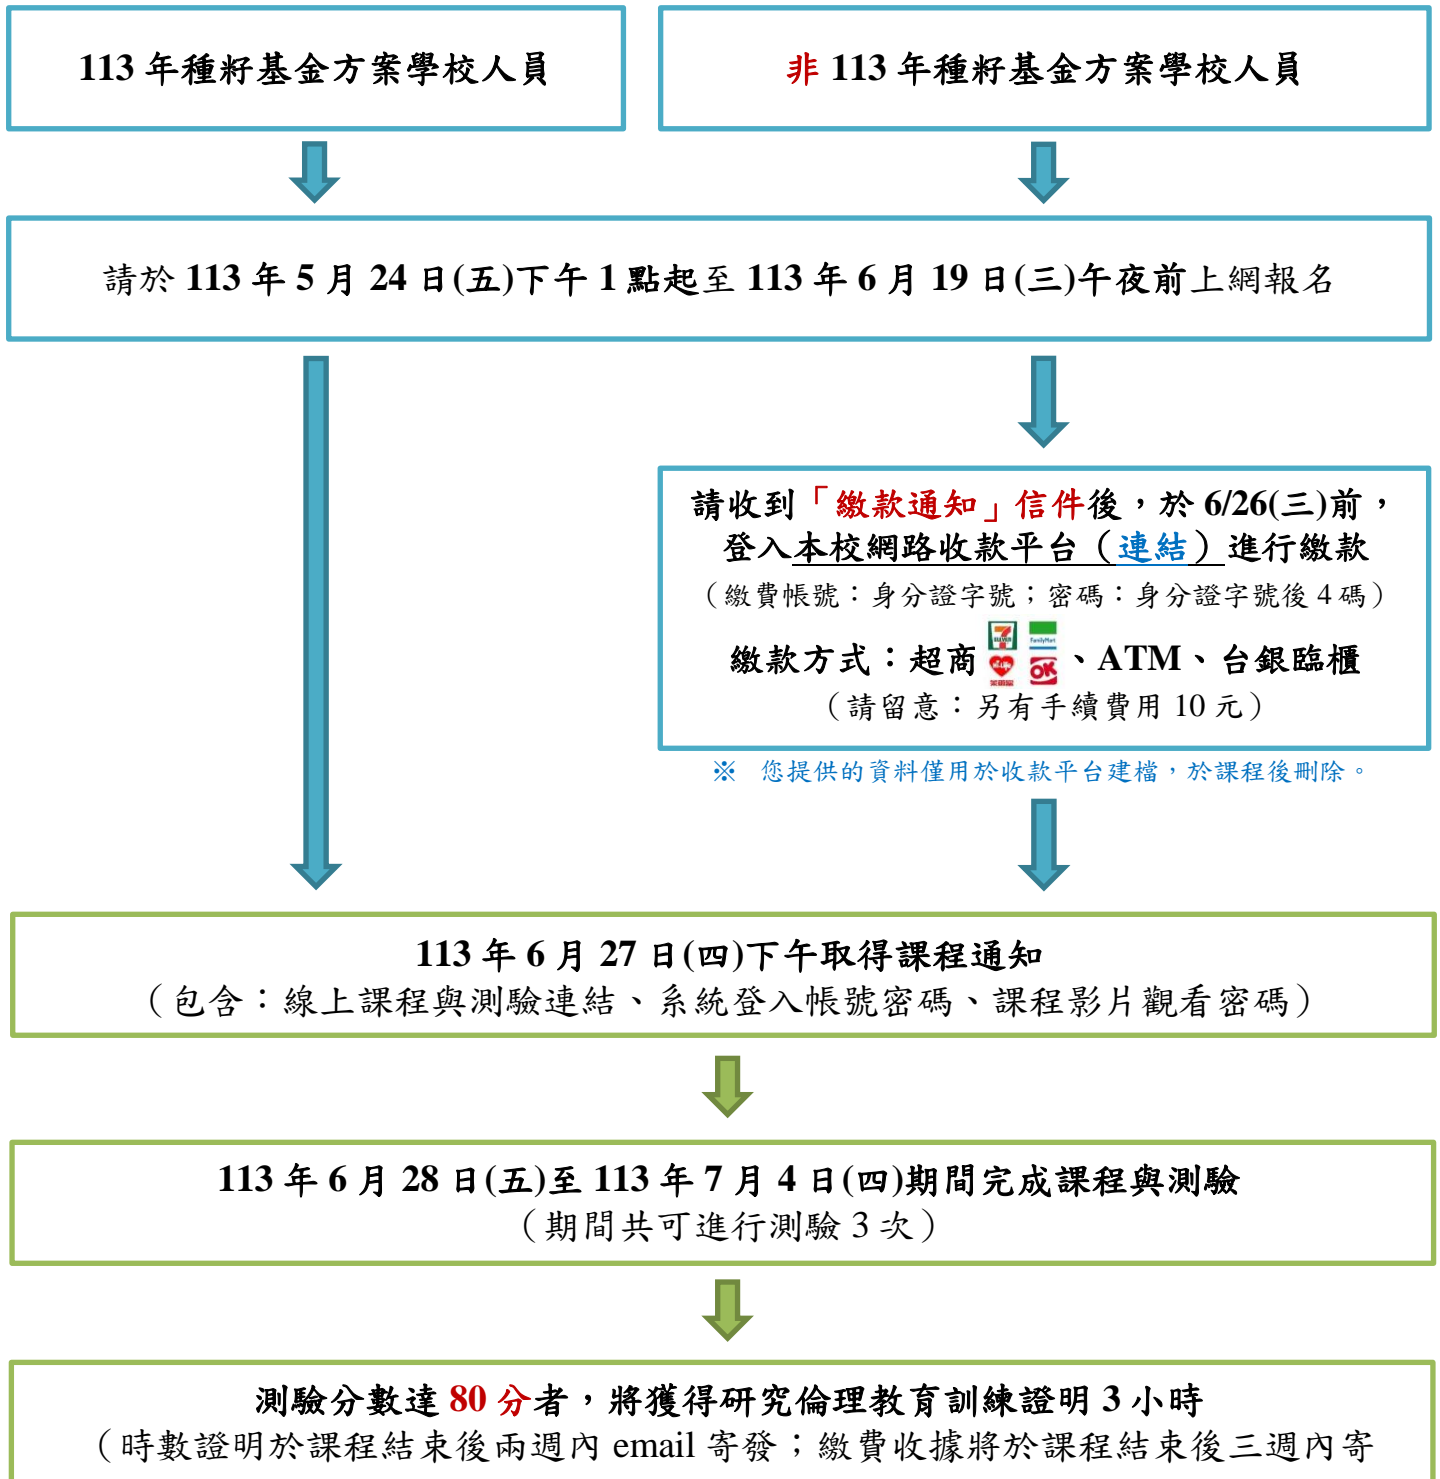 113 年種籽基金方案學校人員
非 113 年種籽基金方案學校人員
請於 113 年 5 月 24 日(五)下午 1 點起至 113 年 6 月 19 日(三)午夜前上網報名
請收到「繳款通知」信件後，於 6/26(三)前，
登入本校網路收款平台（連結）進行繳款
（繳費帳號：身分證字號；密碼：身分證字號後 4 碼）
繳款方式：超商、ATM、台銀臨櫃
7 ELEVEN
FamilyMart
萊爾富
OK
（請留意：另有手續費用 10 元）
※ 您提供的資料僅用於收款平台建檔，於課程後刪除。
113 年 6 月 27 日(四)下午取得課程通知
（包含：線上課程與測驗連結、系統登入帳號密碼、課程影片觀看密碼）
113 年 6 月 28 日(五)至 113 年 7 月 4 日(四)期間完成課程與測驗
（期間共可進行測驗 3 次）
測驗分數達 80 分者，將獲得研究倫理教育訓練證明 3 小時
（時數證明於課程結束後兩週內 email 寄發；繳費收據將於課程結束後三週內寄